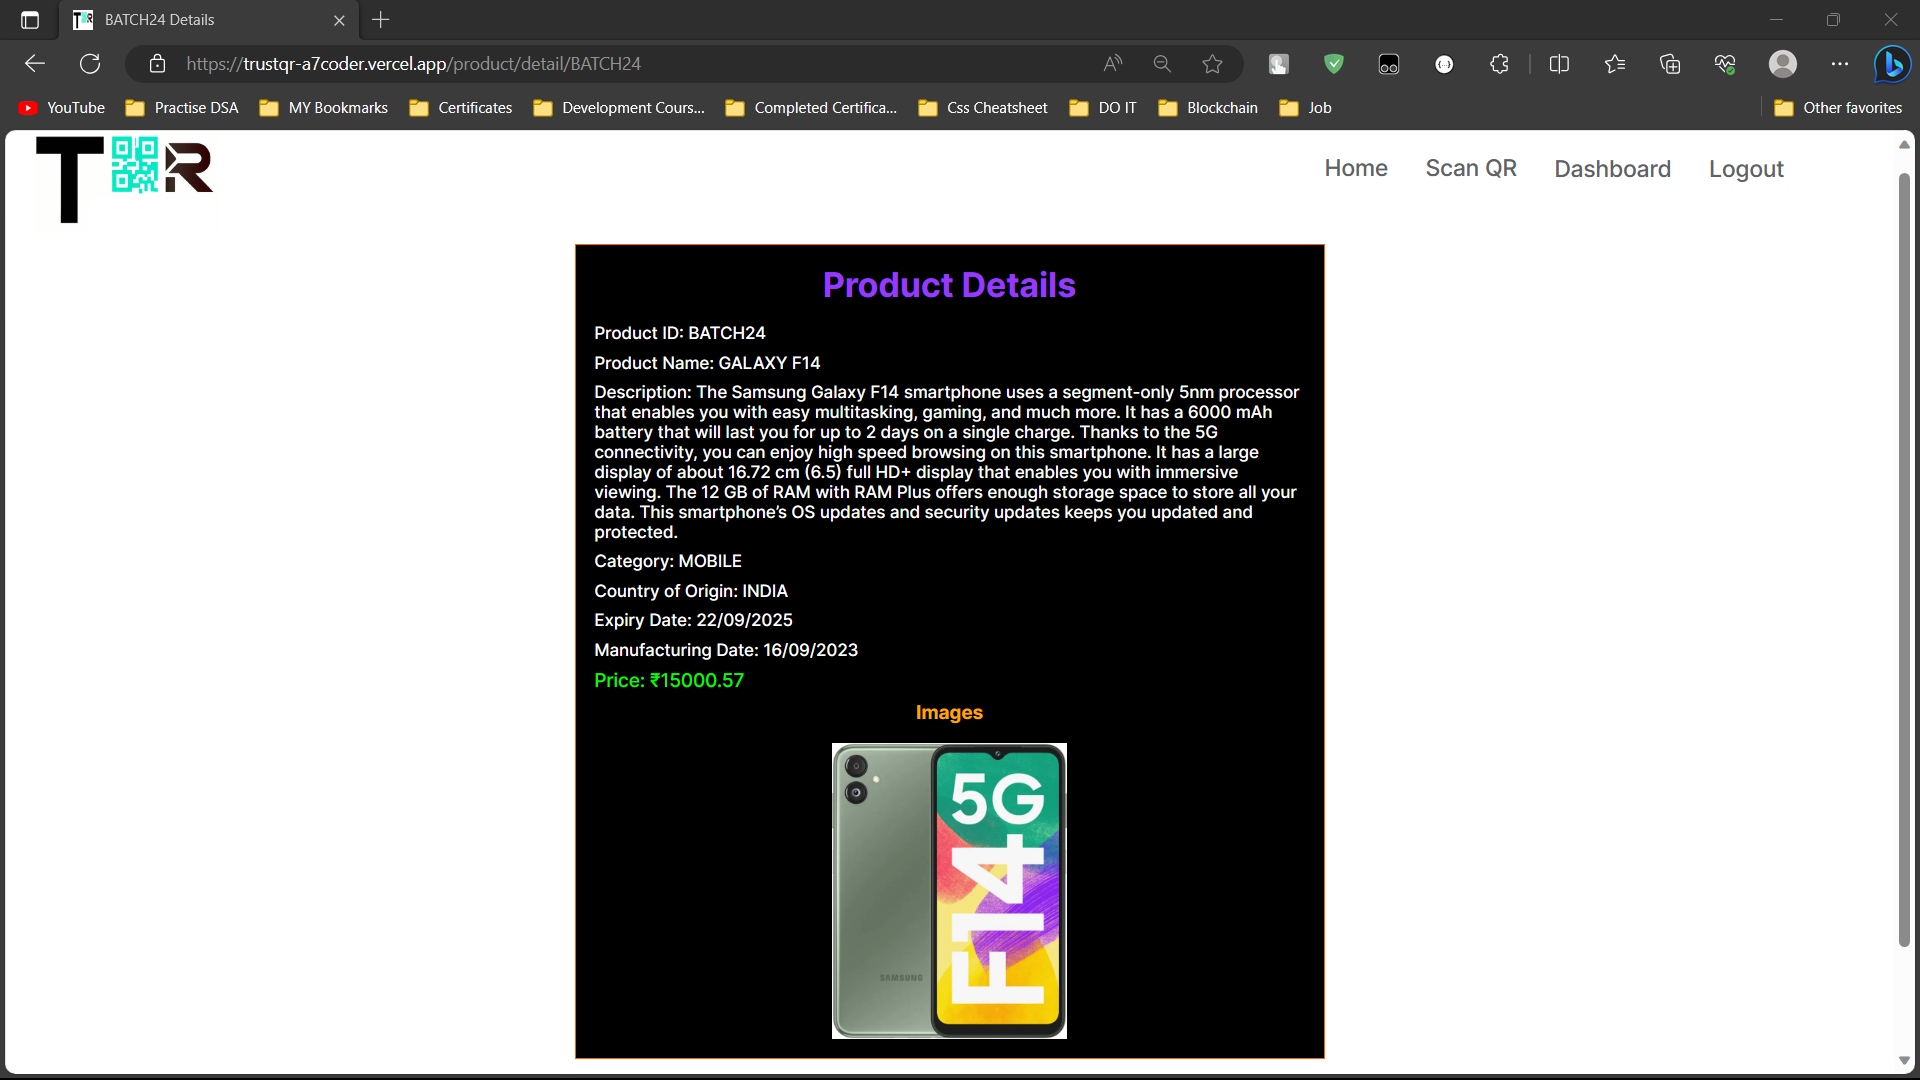 BATCH24 Details
https://trustqr-a7coder.vercel.app/product/detail/BATCH24
YouTube Practise DSA MY Bookmarks Certificates Development Cours... Completed Certifica... Css Cheatsheet DO IT Blockchain Job Other favorites
T R
Home Scan QR Dashboard Logout
Product Details
Product ID: BATCH24
Product Name: GALAXY F14
Description: The Samsung Galaxy F14 smartphone uses a segment-only 5nm processor
that enables you with easy multitasking, gaming, and much more. It has a 6000 mAh
battery that will last you for up to 2 days on a single charge. Thanks to the 5G
connectivity, you can enjoy high speed browsing on this smartphone. It has a large
display of about 16.72 cm (6.5) full HD+ display that enables you with immersive
viewing. The 12 GB of RAM with RAM Plus offers enough storage space to store all your
data. This smartphone’s OS updates and security updates keeps you updated and
protected.
Category: MOBILE
Country of Origin: INDIA
Expiry Date: 22/09/2025
Manufacturing Date: 16/09/2023
Price: ₹15000.57
Images
5G
F14
SAMSUNG